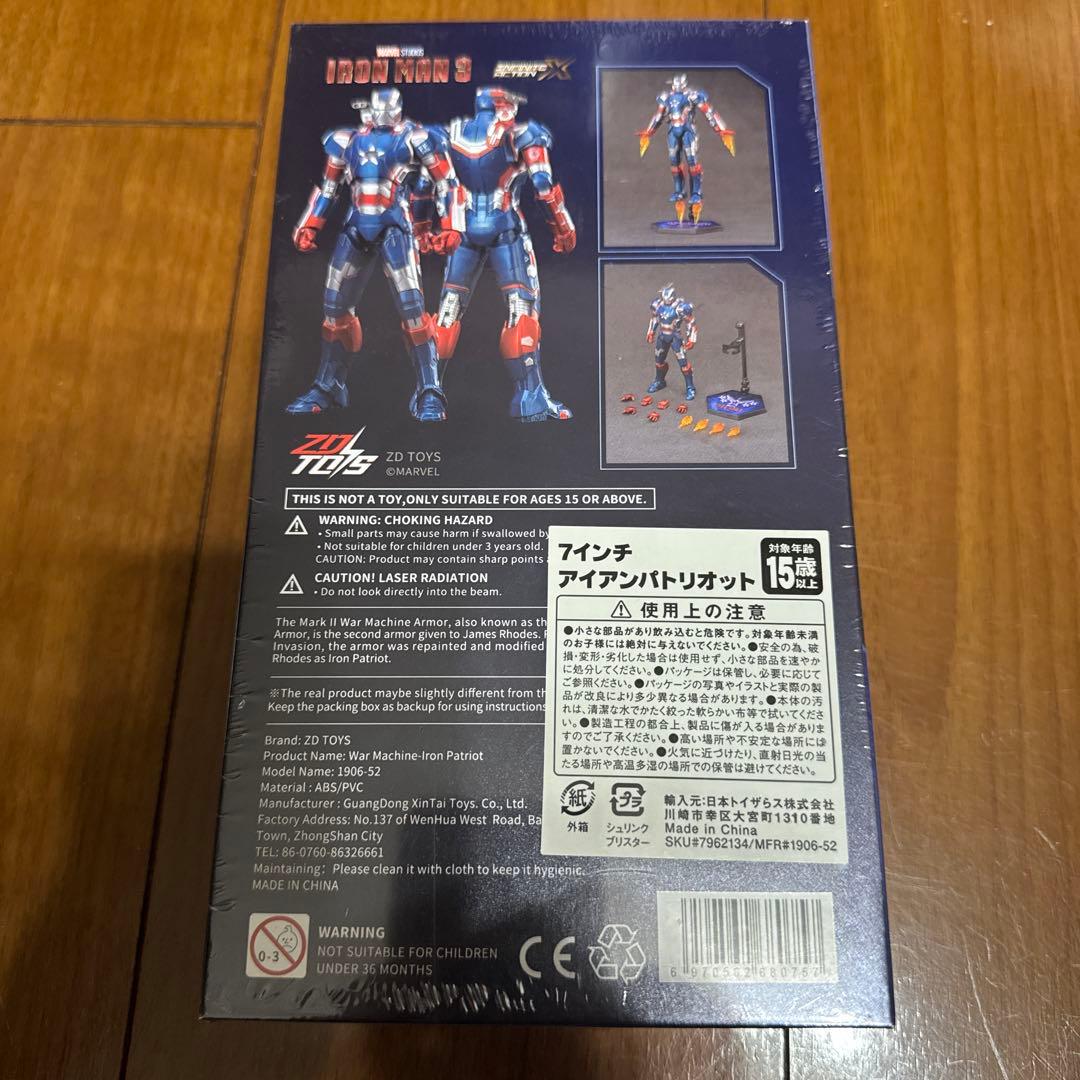 MARVEL STUDIOS
IRON MAN 3
INFINITE ACTION X
ZD TOYS
ZD TOYS
©MARVEL
THIS IS NOT A TOY,ONLY SUITABLE FOR AGES 15 OR ABOVE.
WARNING: CHOKING HAZARD
• Small parts may cause harm if swallowed by
• Not suitable for children under 3 years old.
CAUTION: Product may contain sharp points
CAUTION! LASER RADIATION
• Do not look directly into the beam.
The Mark II War Machine Armor, also known as th
Armor, is the second armor given to James Rhodes.
Invasion, the armor was repainted and modified
Rhodes as Iron Patriot.
※The real product maybe slightly different from th
Keep the packing box as backup for using instructions
Brand: ZD TOYS
Product Name: War Machine-Iron Patriot
Model Name: 1906-52
Material : ABS/PVC
Manufacturer : GuangDong XinTai Toys. Co., Ltd.
Factory Address: No.137 of WenHua West Road, Ba
Town, ZhongShan City
TEL: 86-0760-86326661
Maintaining: Please clean it with cloth to keep it hygienic.
MADE IN CHINA
0-3
WARNING
NOT SUITABLE FOR CHILDREN
UNDER 36 MONTHS
CE
7インチ
アイアンパトリオット
対象年齢
15歳以上
⚠使用上の注意
●小さな部品があり飲み込むと危険です。対象年齢未満
のお子様には絶対に与えないでください。●安全の為、破
損・変形・劣化した場合は使用せず、小さな部品を速やか
に処分してください。●パッケージは保管し、必要に応じて
ご参照ください。●パッケージの写真やイラストと実際の製
品が改良により多少異なる場合があります。●本体の汚
れは、清潔な水でかたく絞った軟らかい布等で拭いてくださ
い。●製造工程の都合上、製品に傷が入る場合があります
のでご了承ください。●高い場所や不安定な場所には
置かないでください。●火気に近づけたり、直射日光の当
たる場所や高温多湿の場所での保管は避けてください。
紙
外箱
プラ
シュリンク
ブリスター
輸入元:日本トイザらス株式会社
川崎市幸区大宮町1310番地
Made in China
SKU#7962134/MFR#1906-52
6 970582 680757